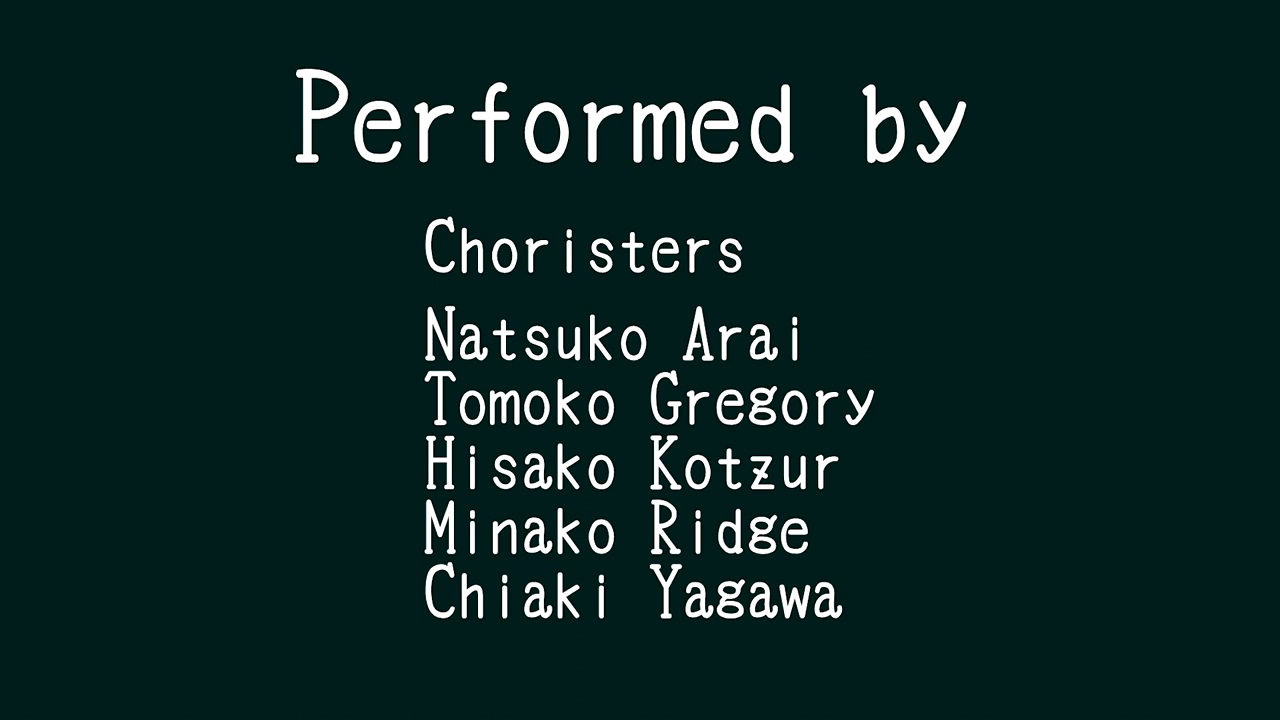 Performed by
Choristers
Natsuko Arai
Tomoko Gregory
Hisako Kotzur
Minako Ridge
Chiaki Yagawa